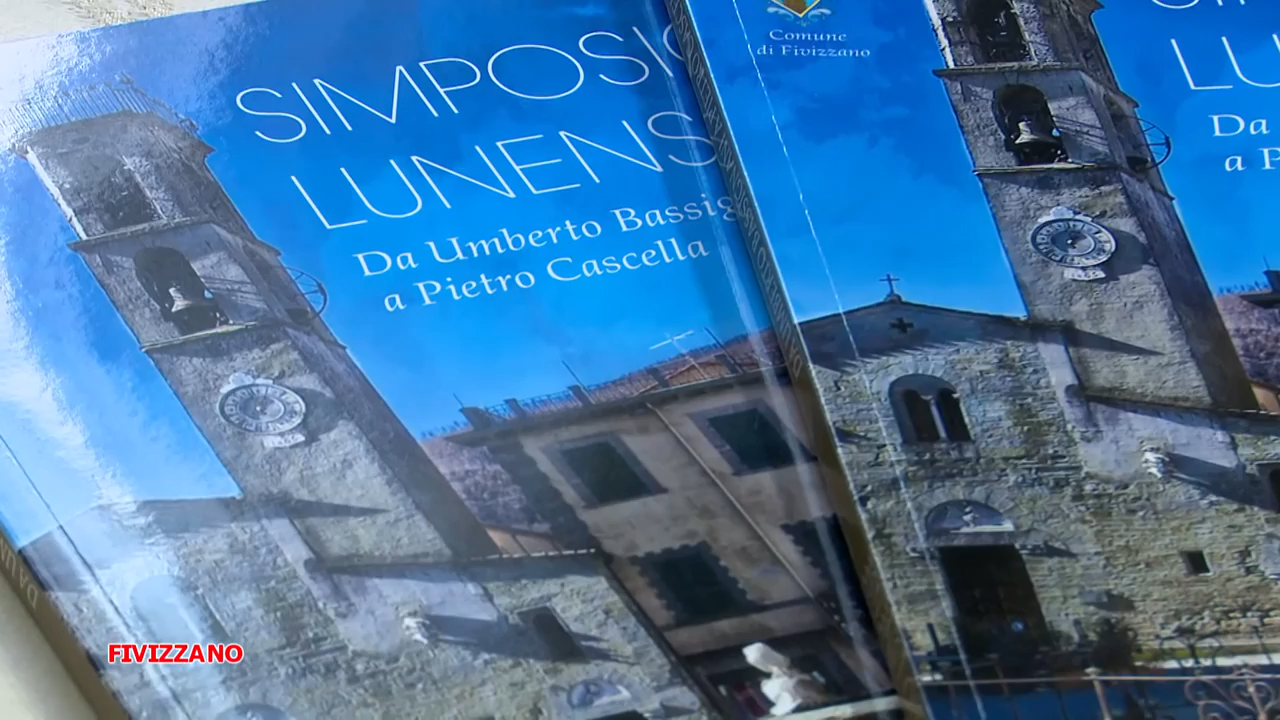 SIMPOSIO
LUNENS
Da Umberto Bassig
a Pietro Cascella
Comune
di Fivizzano
LU
Da
a P
FIVIZZANO